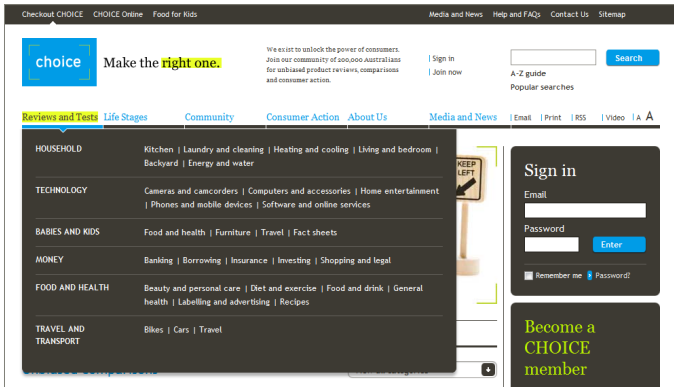 Checkout CHOICE CHOICE Online Food for Kids
Media and News Help and FAQs Contact Us Sitemap
choice
Make the right one.
We exist to unlock the power of consumers.
Join our community of 200,000 Australians
for unbiased product reviews, comparisons
and consumer action.
| Sign in
| Join now
Search
A-Z guide
Popular searches
Reviews and Tests Life Stages Community Consumer Action About Us Media and News | Email | Print | RSS | Video | A A
HOUSEHOLD
Kitchen | Laundry and cleaning | Heating and cooling | Living and bedroom |
Backyard | Energy and water
TECHNOLOGY
Cameras and camcorders | Computers and accessories | Home entertainment
| Phones and mobile devices | Software and online services
BABIES AND KIDS
Food and health | Furniture | Travel | Fact sheets
MONEY
Banking | Borrowing | Insurance | Investing | Shopping and legal
FOOD AND HEALTH
Beauty and personal care | Diet and exercise | Food and drink | General
health | Labelling and advertising | Recipes
TRAVEL AND
TRANSPORT
Bikes | Cars | Travel
KEEP
LEFT
Sign in
Email
Password
Enter
Remember me
Password?
Become a
CHOICE
member